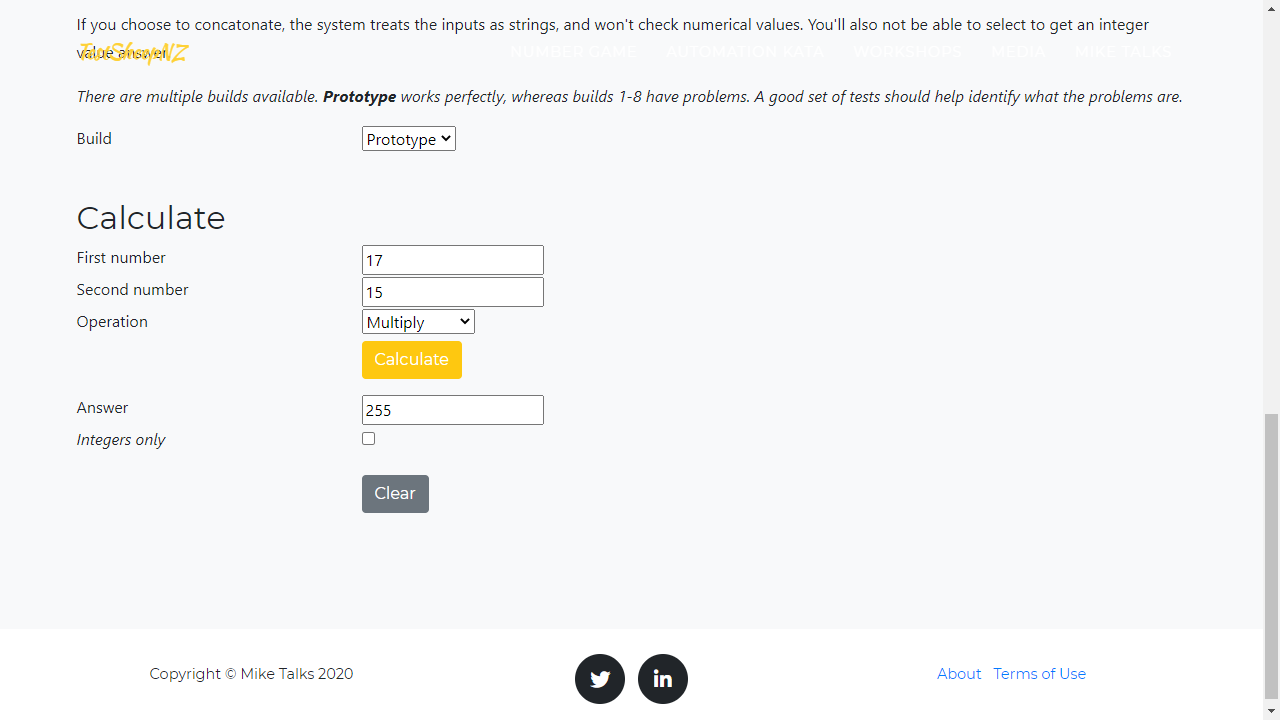 If you choose to concatonate, the system treats the inputs as strings, and won't check numerical values. You'll also not be able to select to get an integer
value answer.
TestSheepNZ
NUMBER GAME AUTOMATION KATA WORKSHOPS MEDIA MIKE TALKS
There are multiple builds available. Prototype works perfectly, whereas builds 1-8 have problems. A good set of tests should help identify what the problems are.
Build Prototype
Calculate
First number 17
Second number 15
Operation Multiply
Calculate
Answer 255
Integers only
Clear
Copyright © Mike Talks 2020 About Terms of Use